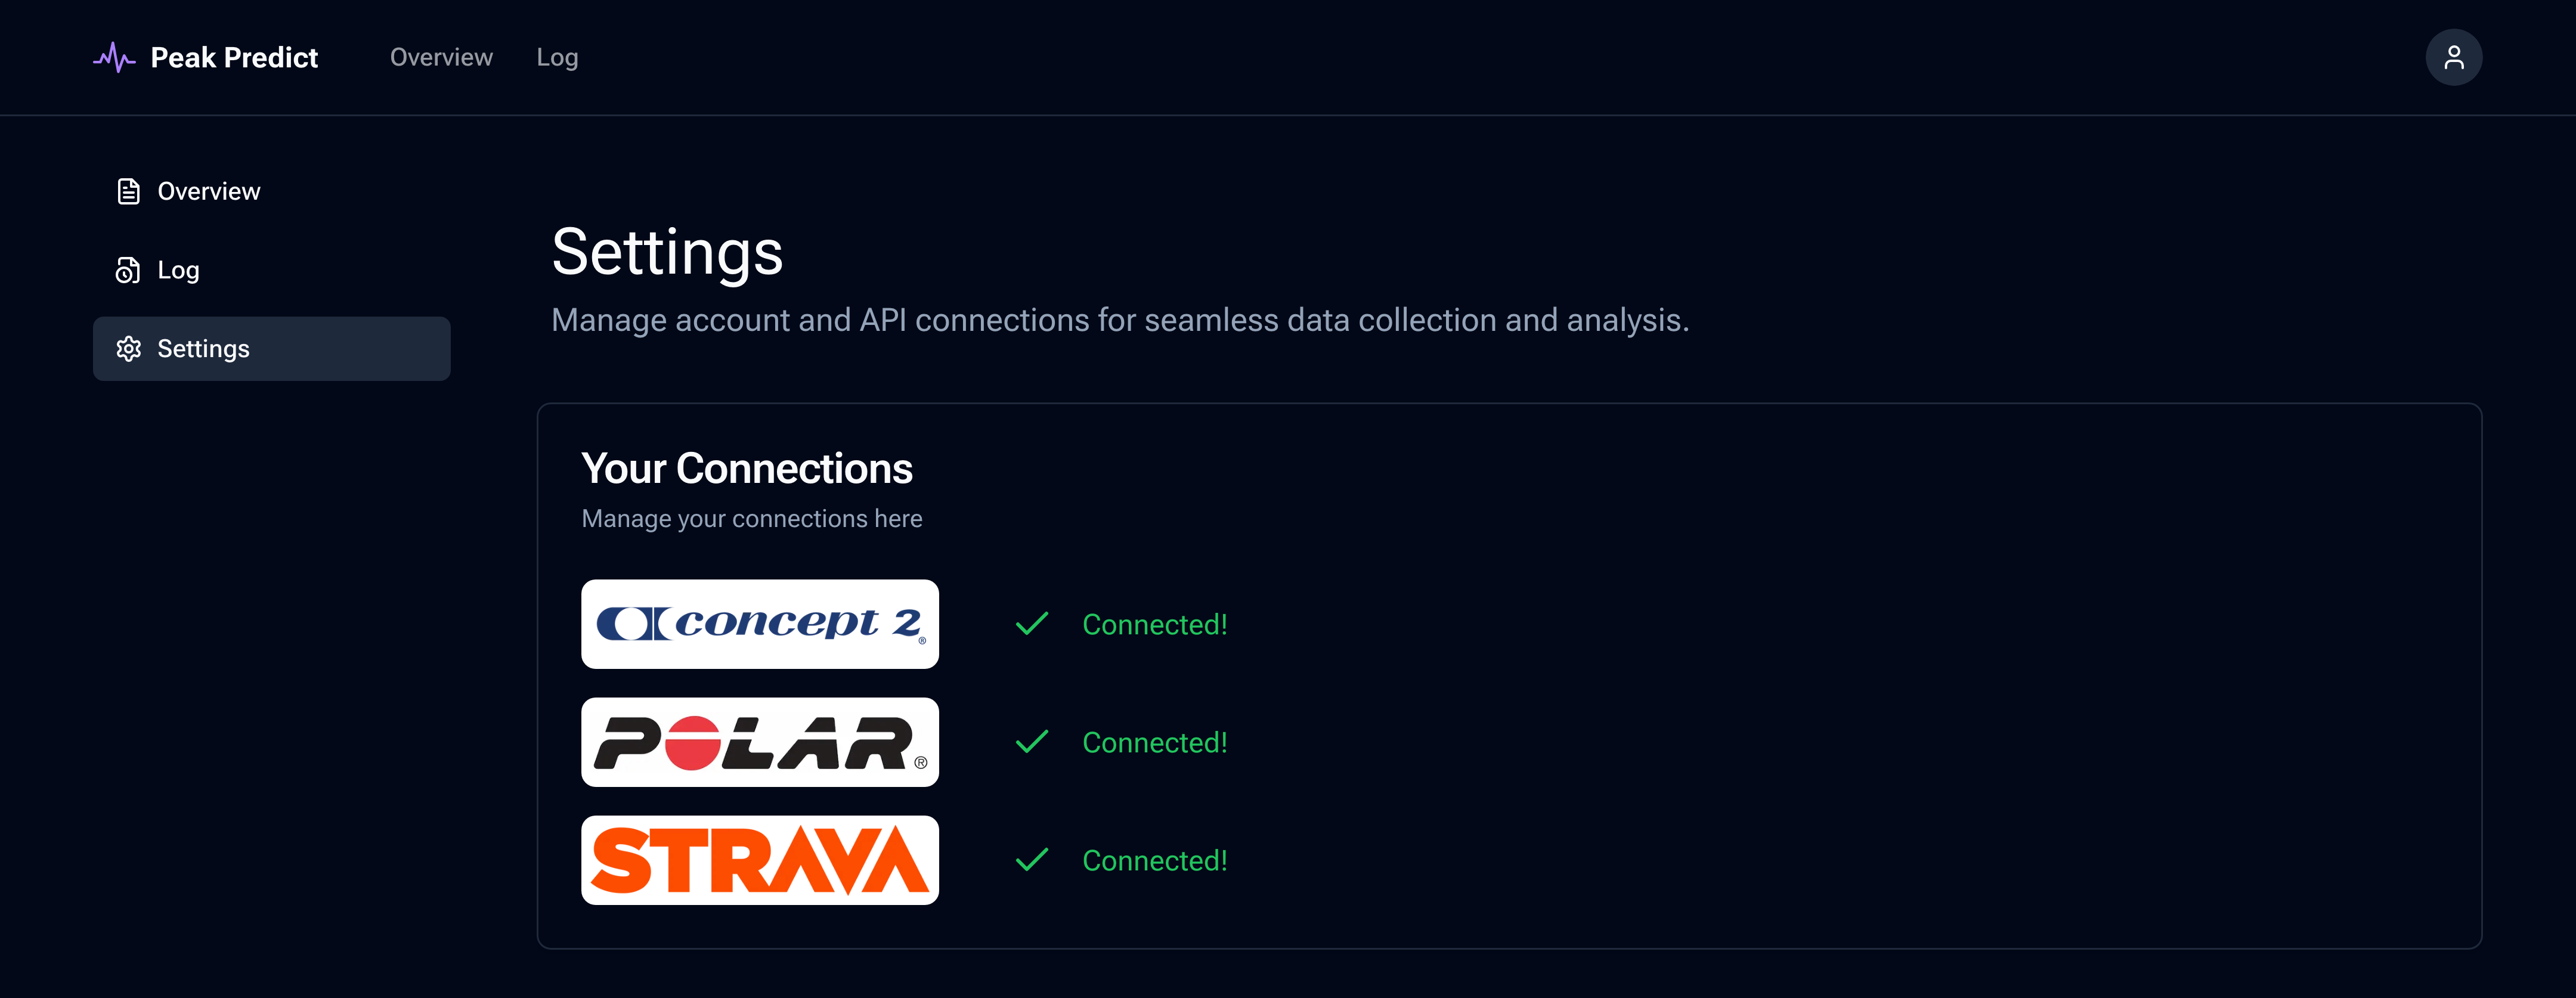 Peak Predict
Overview
Log
Overview
Log
Settings
Settings
Manage account and API connections for seamless data collection and analysis.
Your Connections
Manage your connections here
concept 2®
Connected!
POLAR®
Connected!
STRAVA
Connected!